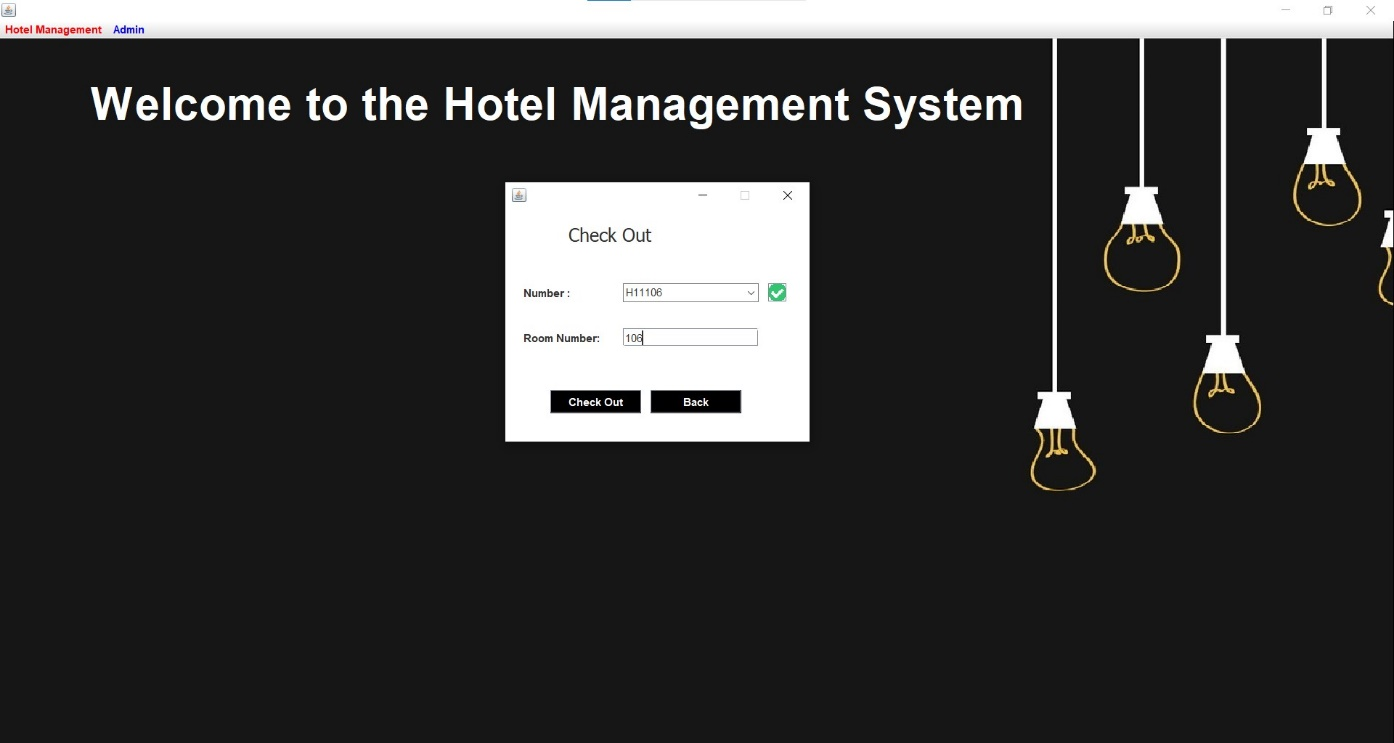 Hotel Management Admin
Welcome to the Hotel Management System
Check Out
Number : H11106
Room Number: 106
Check Out Back